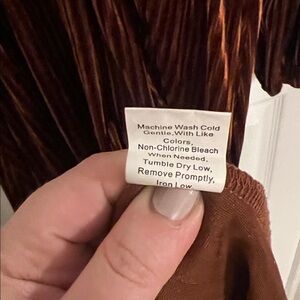 Machine Wash Cold
Gentle,With Like
Colors,
Non-Chlorine Bleach
When Needed,
Tumble Dry Low,
Remove Promptly,
Iron Low